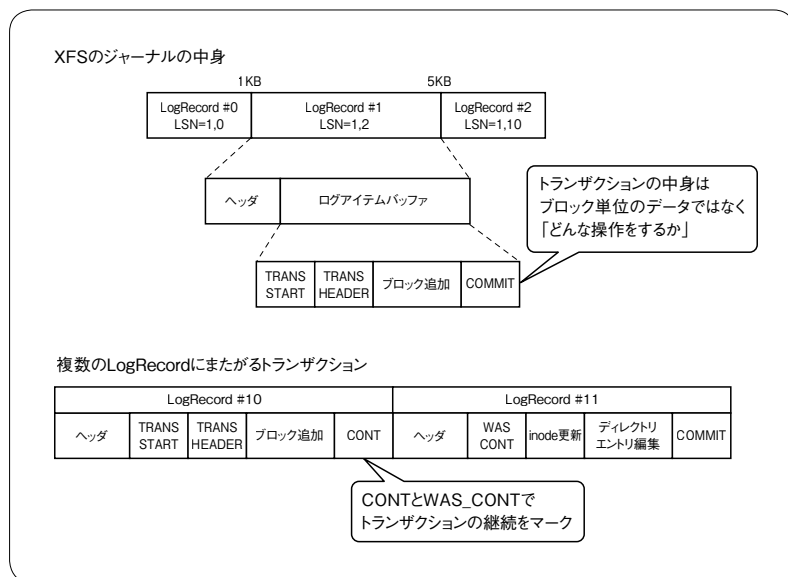 XFSのジャーナルの中身
1KB
5KB
LogRecord #0
LSN=1,0
LogRecord #1
LSN=1,2
LogRecord #2
LSN=1,10
ヘッダ
ログアイテムバッファ
トランザクションの中身は
ブロック単位のデータではなく
「どんな操作をするか」
TRANS
START
TRANS
HEADER
ブロック追加
COMMIT
複数のLogRecordにまたがるトランザクション
LogRecord #10
LogRecord #11
ヘッダ
TRANS
START
TRANS
HEADER
ブロック追加
CONT
ヘッダ
WAS
CONT
inode更新
ディレクトリ
エントリ編集
COMMIT
CONTとWAS_CONTで
トランザクションの継続をマーク